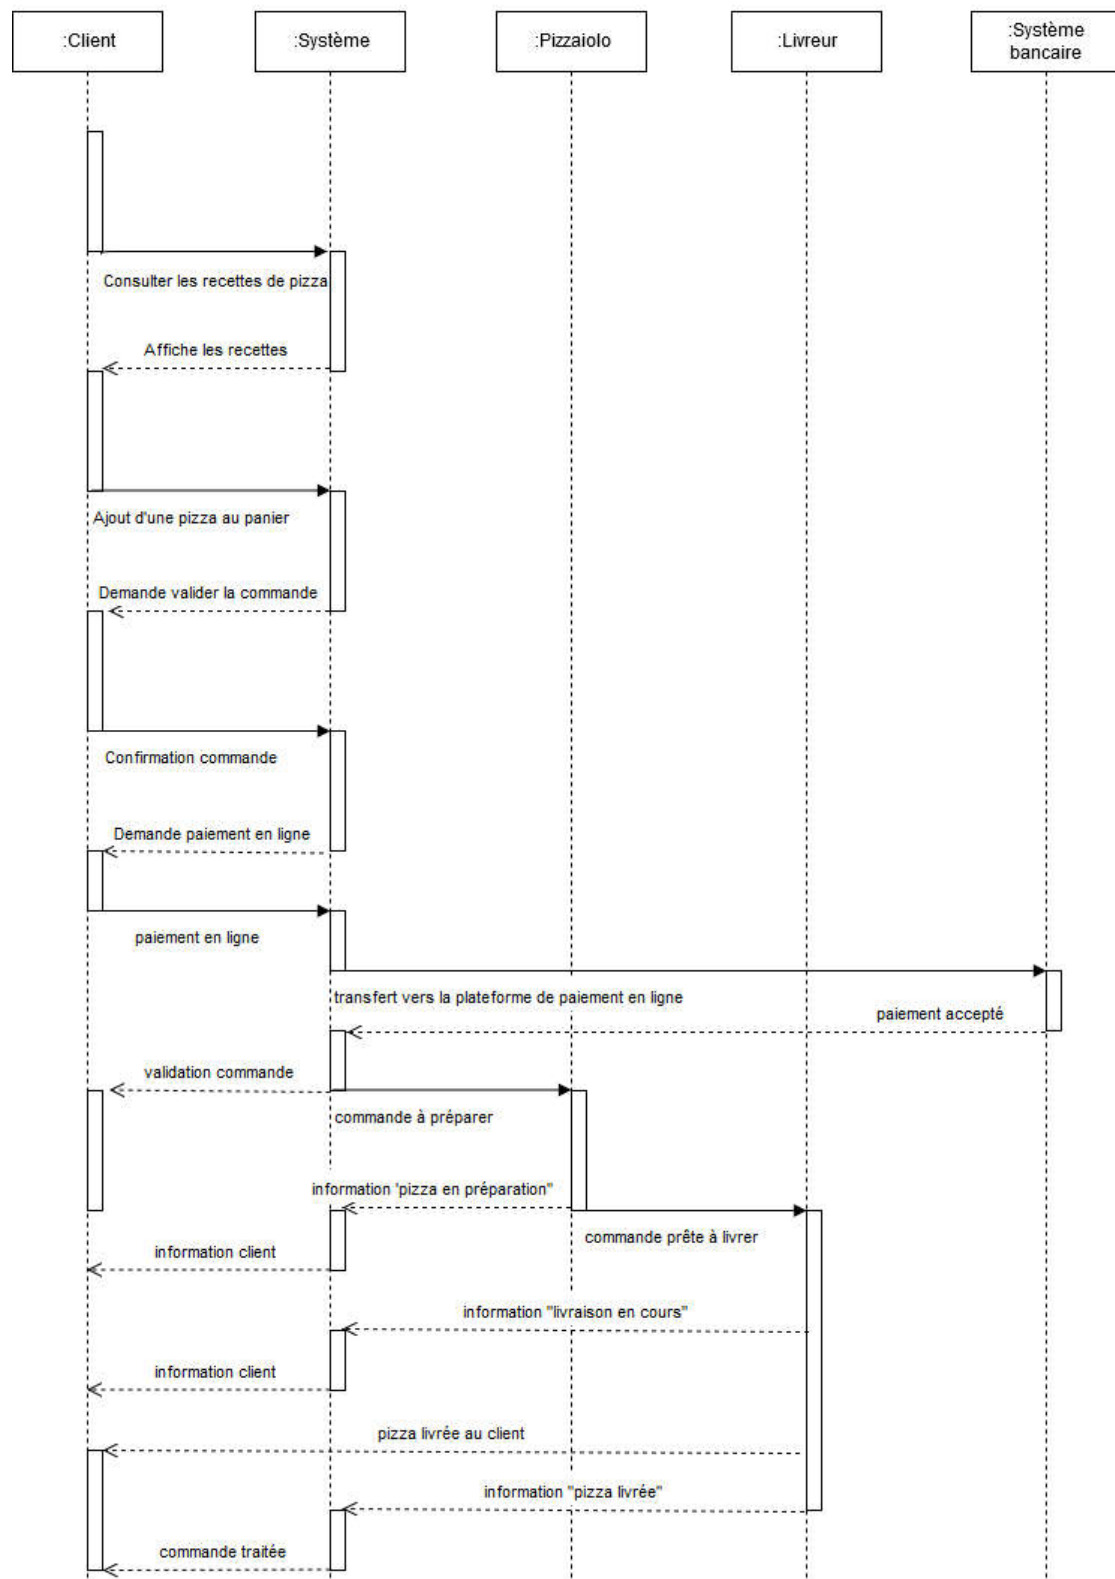 :Client
:Système
:Pizzaiolo
:Livreur
:Système
bancaire
Consulter les recettes de pizza
Affiche les recettes
Ajout d'une pizza au panier
Demande valider la commande
Confirmation commande
Demande paiement en ligne
paiement en ligne
transfert vers la plateforme de paiement en ligne
paiement accepté
validation commande
commande à préparer
information 'pizza en préparation"
commande prête à livrer
information client
information "livraison en cours"
information client
pizza livrée au client
information "pizza livrée"
commande traitée